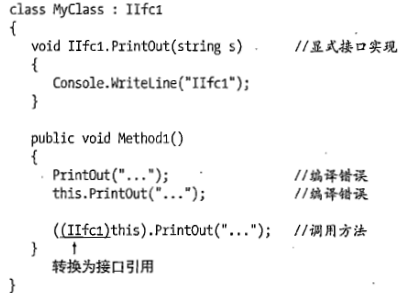 class MyClass : IIfc1
{
void IIfc1.PrintOut(string s) //显式接口实现
{
Console.WriteLine("IIfc1");
}
public void Method1()
{
PrintOut("..."); //编译错误
this.PrintOut("..."); //编译错误
((IIfc1)this).PrintOut("..."); //调用方法
} ↑
转换为接口引用
}